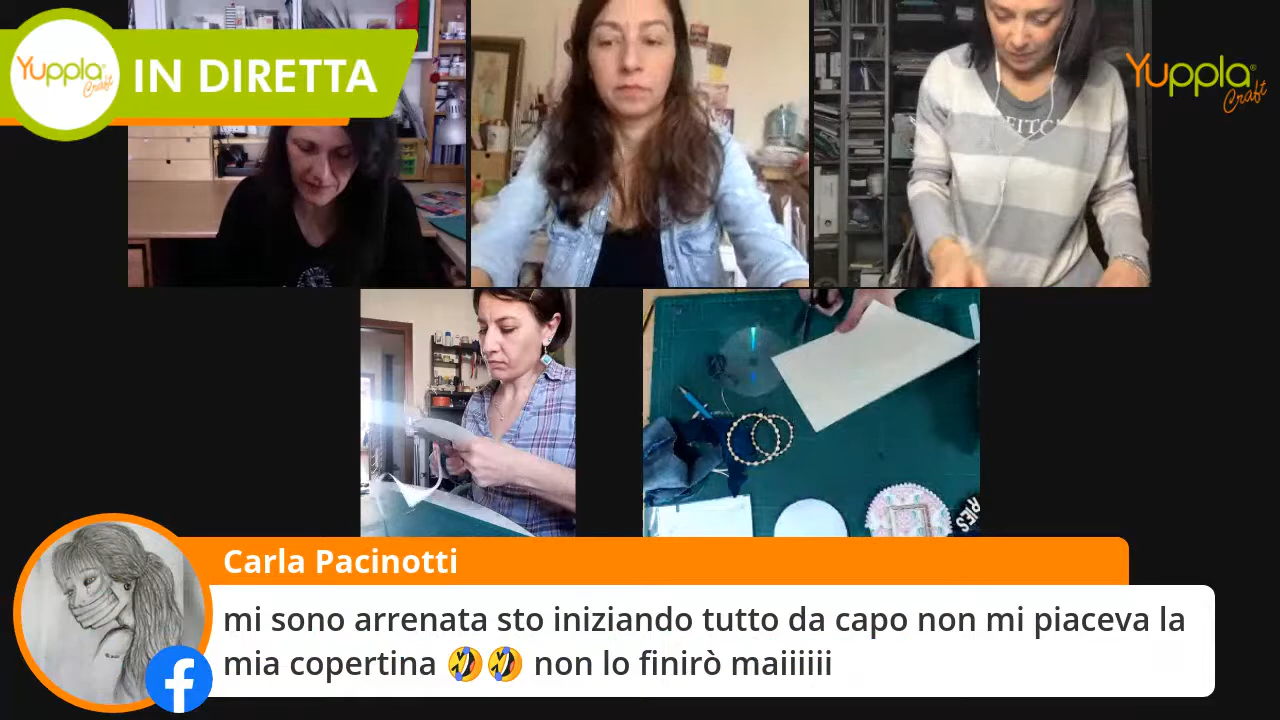 Yuppla Craft
IN DIRETTA
Yuppla Craft
Carla Pacinotti
mi sono arrenata sto iniziando tutto da capo non mi piaceva la
mia copertina 🤣🤣 non lo finirò maiiiiii